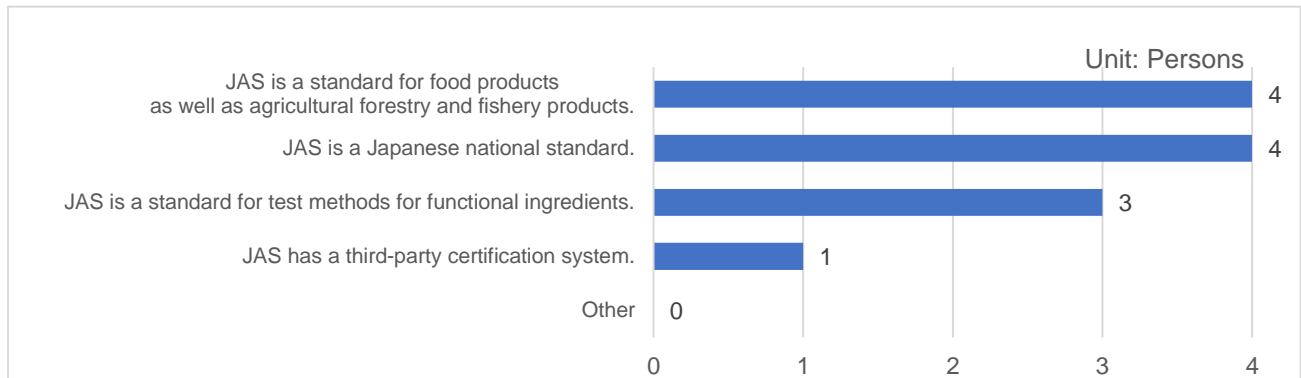 Unit: Persons
JAS is a standard for food products
as well as agricultural forestry and fishery products.
4
JAS is a Japanese national standard.
4
JAS is a standard for test methods for functional ingredients.
3
JAS has a third-party certification system.
1
Other
0
0 1 2 3 4